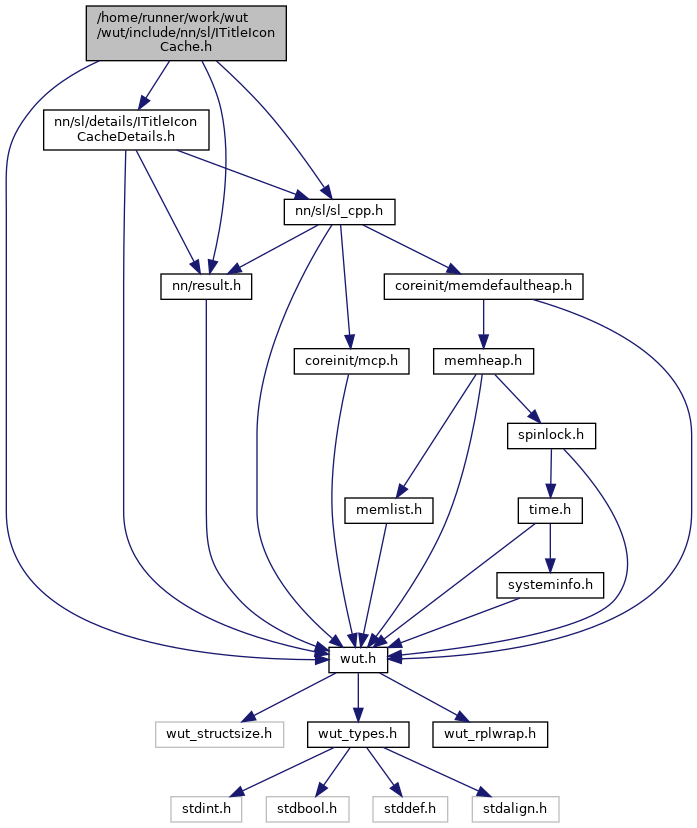 /home/runner/work/wut
/wut/include/nn/sl/ITitleIcon
Cache.h
nn/sl/details/ITitleIcon
CacheDetails.h
nn/sl/sl_cpp.h
nn/result.h
coreinit/memdefaultheap.h
coreinit/mcp.h
memheap.h
spinlock.h
memlist.h
time.h
systeminfo.h
wut.h
wut_structsize.h
wut_types.h
wut_rplwrap.h
stdint.h
stdbool.h
stddef.h
stdalign.h